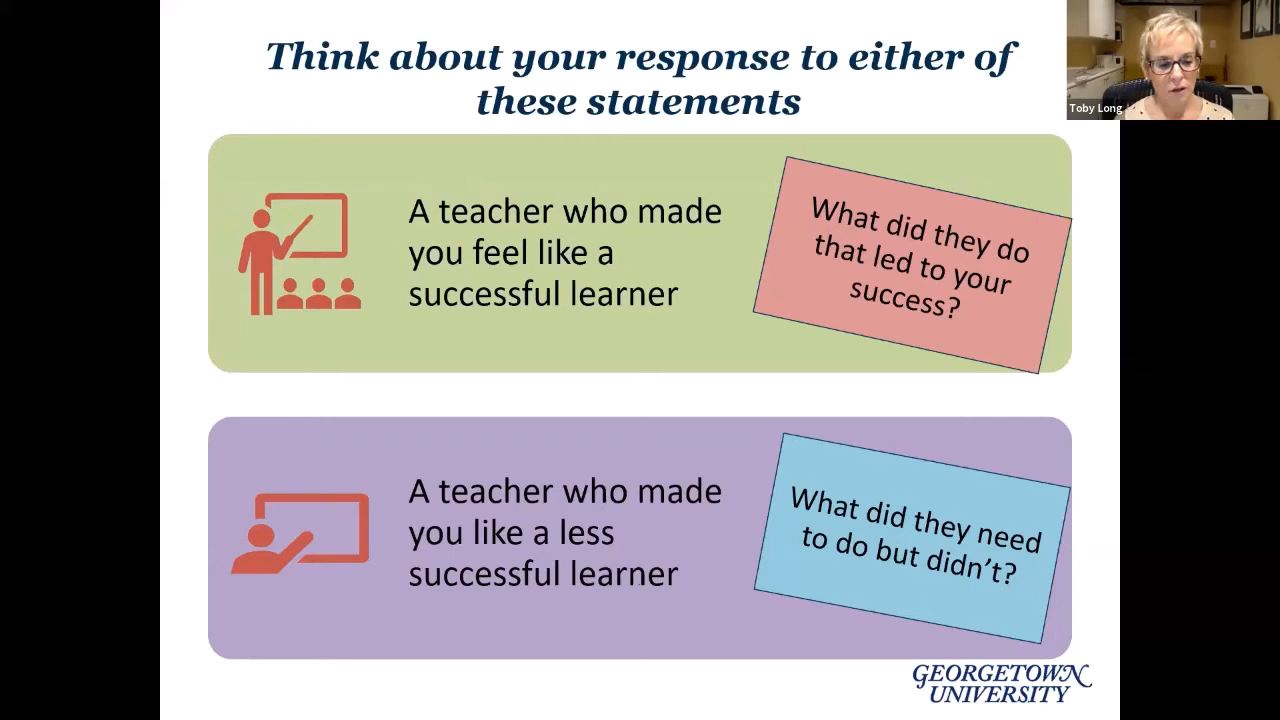 Think about your response to either of
these statements
Toby Long
A teacher who made
you feel like a
successful learner
What did they do
that led to your
success?
A teacher who made
you like a less
successful learner
What did they need
to do but didn’t?
GEORGETOWN
UNIVERSITY